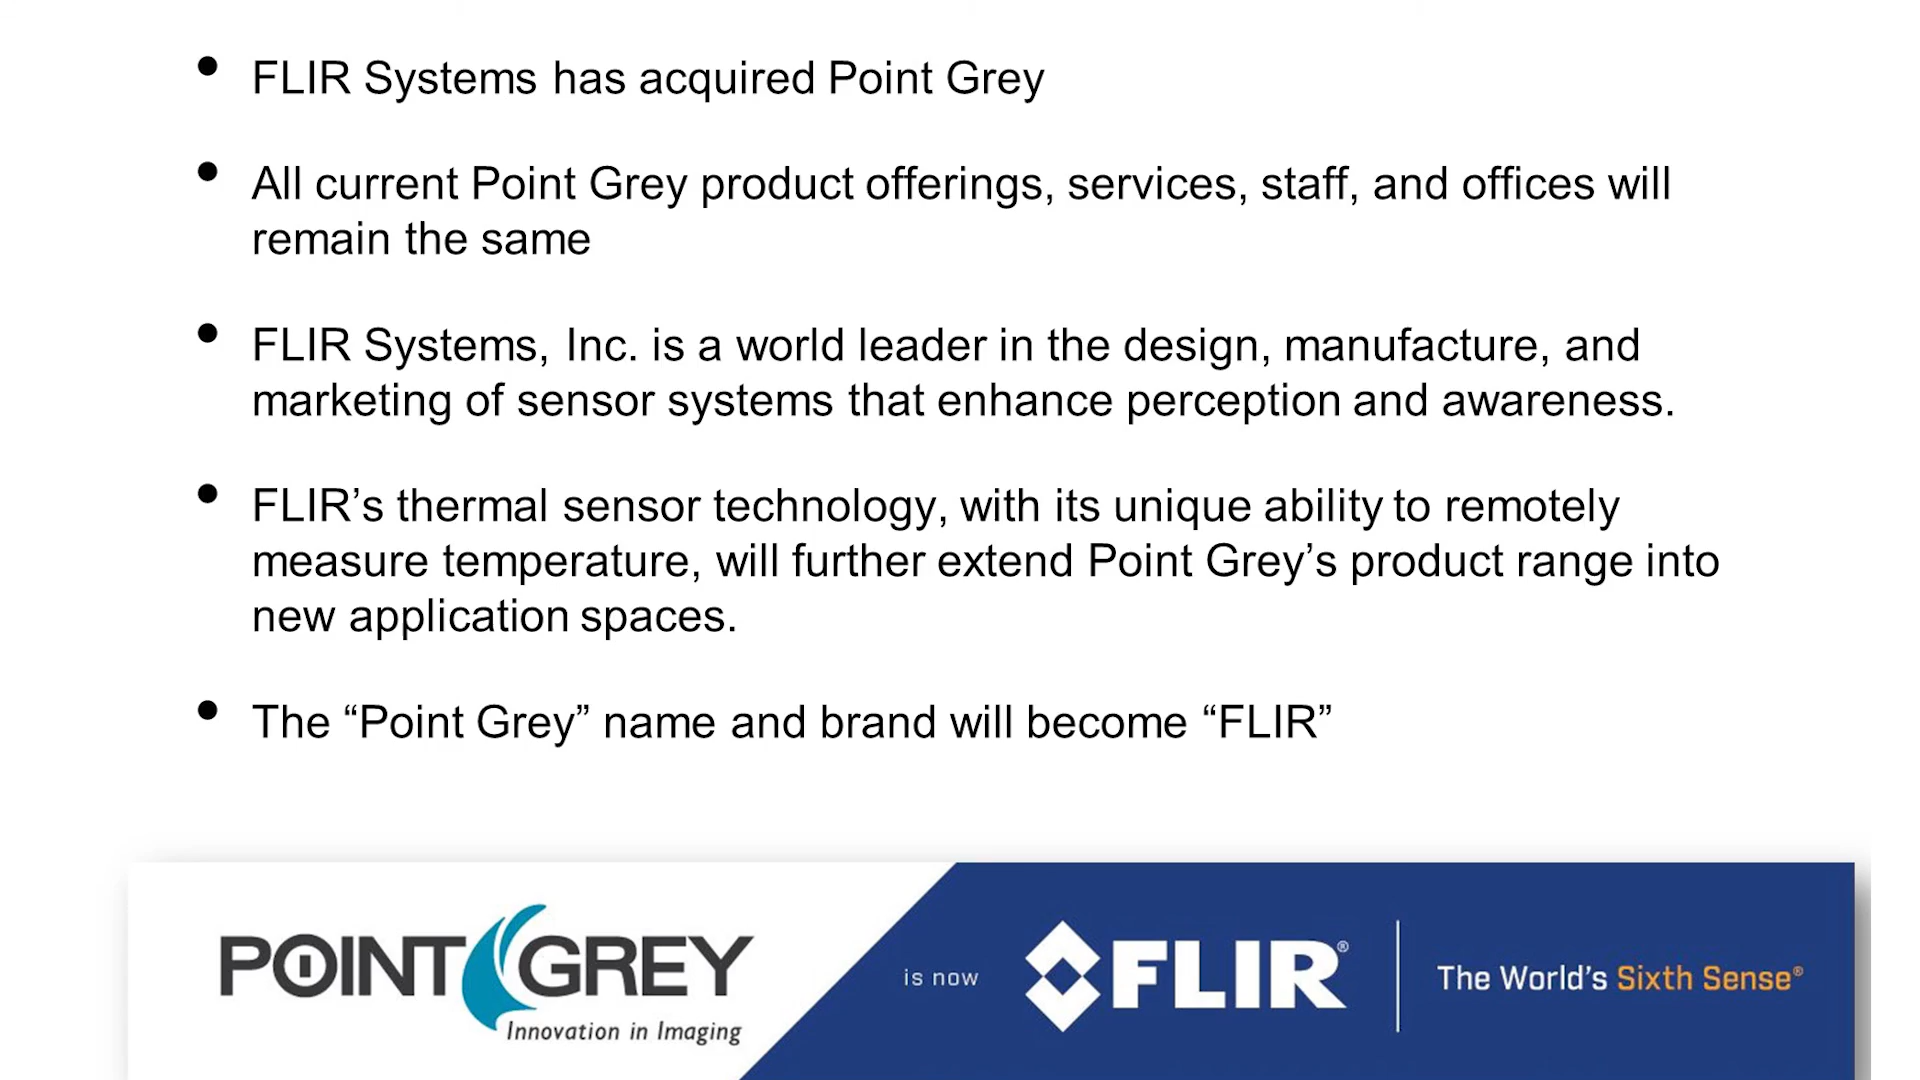 • FLIR Systems has acquired Point Grey
• All current Point Grey product offerings, services, staff, and offices will
remain the same
• FLIR Systems, Inc. is a world leader in the design, manufacture, and
marketing of sensor systems that enhance perception and awareness.
• FLIR’s thermal sensor technology, with its unique ability to remotely
measure temperature, will further extend Point Grey’s product range into
new application spaces.
• The “Point Grey” name and brand will become “FLIR”
POINT GREY
Innovation in Imaging
is now
FLIR®
The World’s Sixth Sense®